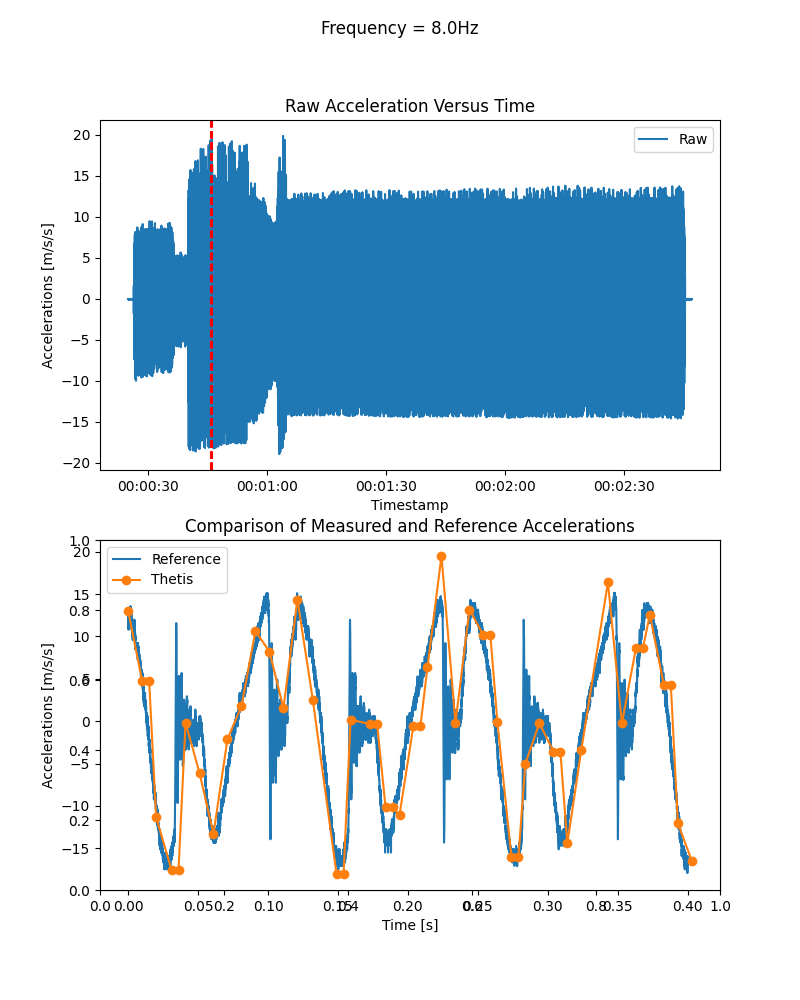 Frequency = 8.0Hz
Raw Acceleration Versus Time
Raw
20
15
10
5
0
−5
−10
−15
−20
Accelerations [m/s/s]
00:00:30 00:01:00 00:01:30 00:02:00 00:02:30
Timestamp
Comparison of Measured and Reference Accelerations
Reference
Thetis
1.0
20
15
0.8
10
5
0.6
0
0.4
−5
−10
0.2
−15
0.0
Accelerations [m/s/s]
0.0 0.00 0.05 0.2 0.10 0.15 0.4 0.20 0.6 0.25 0.30 0.8 0.35 0.40 1.0
Time [s]